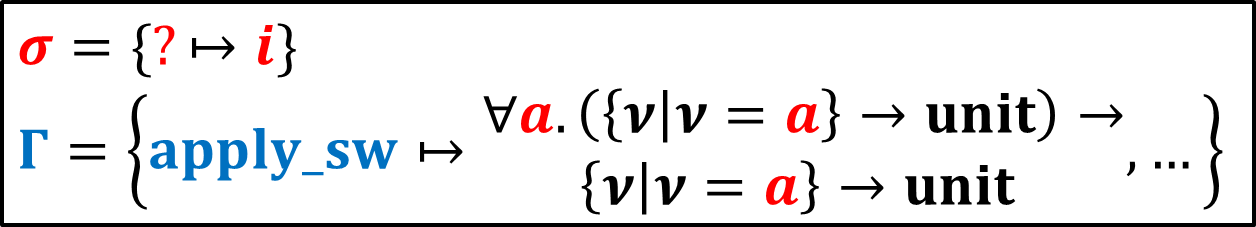 σ = {? ↦ i}
Γ = {apply_sw ↦ ∀a. ({ν|ν = a} → unit) →
{ν|ν = a} → unit , ...}